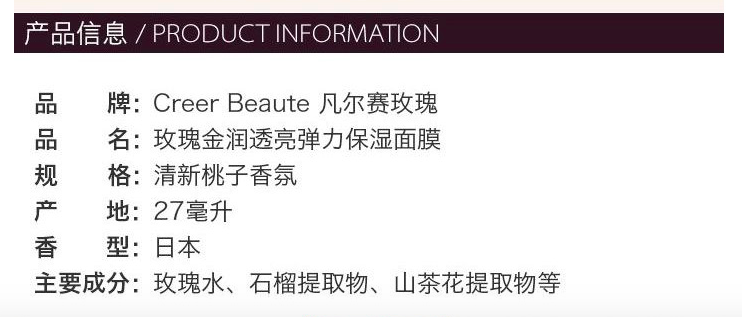 产品信息 / PRODUCT INFORMATION
品 牌：Creer Beaute 凡尔赛玫瑰
品 名：玫瑰金润透亮弹力保湿面膜
规 格：清新桃子香氛
产 地：27毫升
香 型：日本
主要成分：玫瑰水、石榴提取物、山茶花提取物等